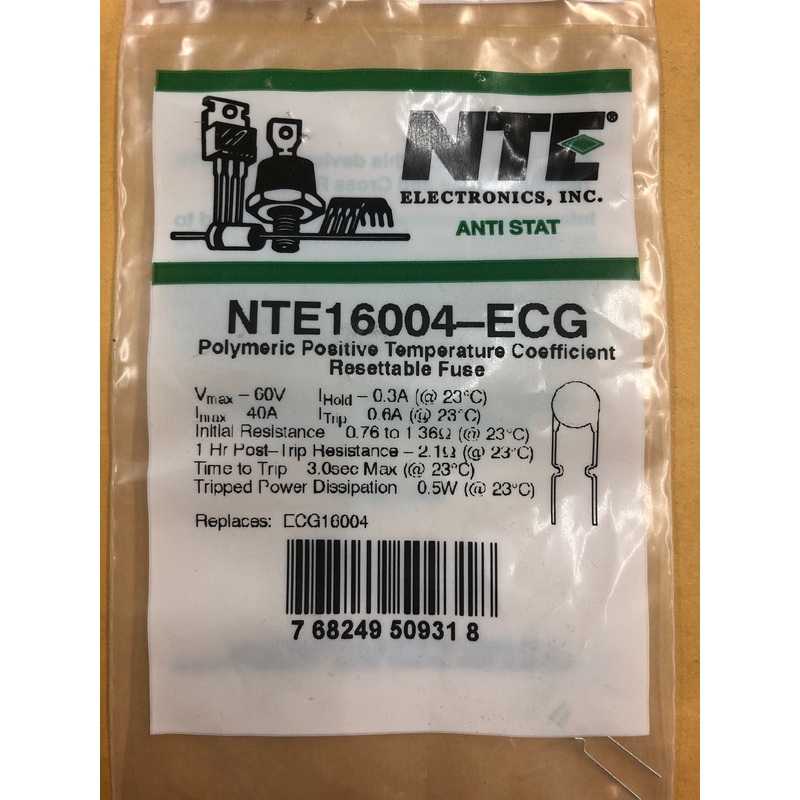 NTE®
ELECTRONICS, INC.
ANTI STAT
NTE16004–ECG
Polymeric Positive Temperature Coefficient
Resettable Fuse
Vmax – 60V IHold – 0.3A (@ 23°C)
Imax 40A ITrip 0.6A (@ 23°C)
Initial Resistance 0.76 to 1.36Ω (@ 23°C)
1 Hr Post–Trip Resistance – 2.1Ω (@ 23°C)
Time to Trip 3.0sec Max (@ 23°C)
Tripped Power Dissipation 0.5W (@ 23°C)
Replaces: ECG16004
7 68249 50931 8